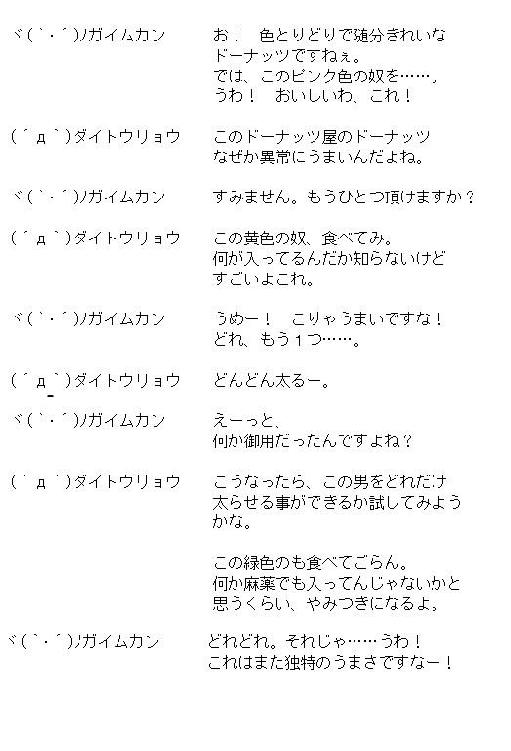 ヾ(｀・´)ﾉガイムカン　　お．　色とりどりで随分きれいな
ドーナッツですねぇ。
では、このピンク色の奴を……。
うわ！　おいしいわ、これ！
(´д｀)ダイトウリョウ　　このドーナッツ屋のドーナッツ
なぜか異常にうまいんだよね。
ヾ(｀・´)ﾉガイムカン　　すみません。もうひとつ頂けますか？
(´д｀)ダイトウリョウ　　この黄色の奴、食べてみ。
何が入ってるんだか知らないけど
すごいよこれ。
ヾ(｀・´)ﾉガイムカン　　うめー！　こりゃうまいですな！
どれ、もう１つ……。
(´д｀)ダイトウリョウ　　どんどん太るー。
ヾ(｀・´)ﾉガイムカン　　えーっと、
何か御用だったんですよね？
(´д｀)ダイトウリョウ　　こうなったら、この男をどれだけ
太らせる事ができるか試してみよう
かな。
この緑色のも食べてごらん。
何か麻薬でも入ってんじゃないかと
思うくらい、やみつきになるよ。
ヾ(｀・´)ﾉガイムカン　　どれどれ。それじゃ……うわ！
これはまた独特のうまさですなー！